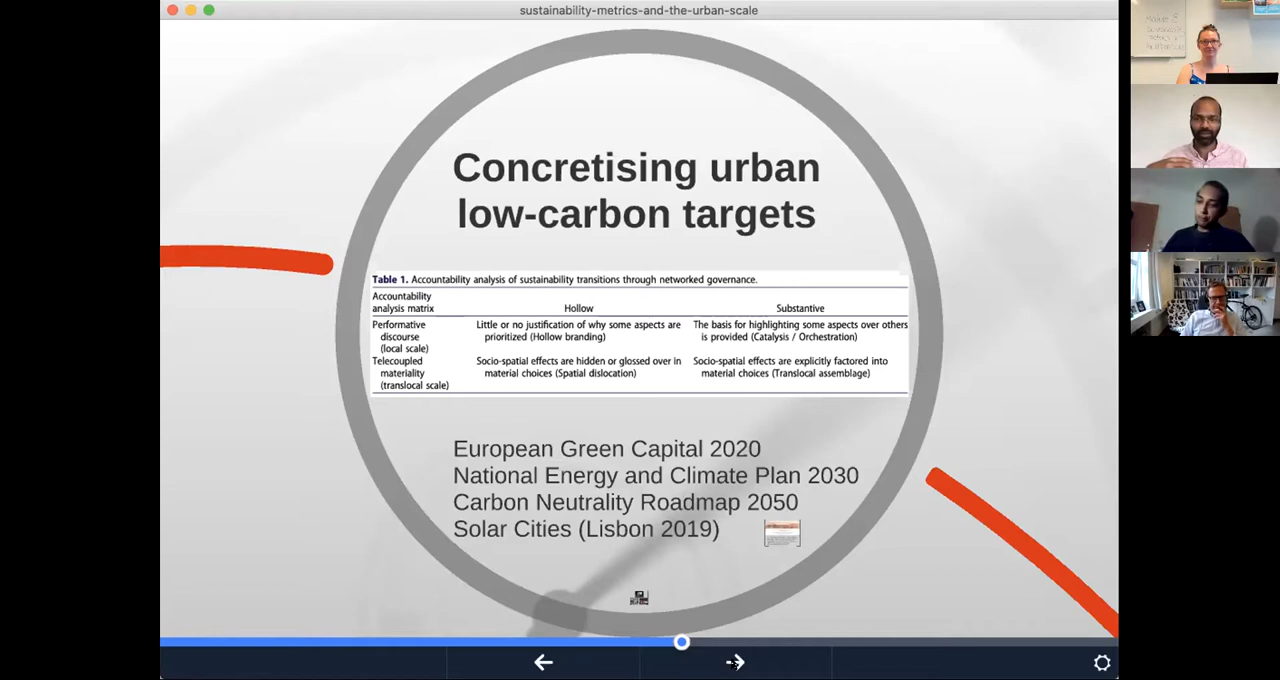 sustainability-metrics-and-the-urban-scale
Concretising urban
low-carbon targets
Table 1. Accountability analysis of sustainability transitions through networked governance.
Accountability
analysis matrix Hollow Substantive
Performative Little or no justification of why some aspects are The basis for highlighting some aspects over others
discourse prioritized (Hollow branding) is provided (Catalysis / Orchestration)
(local scale)
Telecoupled Socio-spatial effects are hidden or glossed over in Socio-spatial effects are explicitly factored into
materiality material choices (Spatial dislocation) material choices (Translocal assemblage)
(translocal scale)
European Green Capital 2020
National Energy and Climate Plan 2030
Carbon Neutrality Roadmap 2050
Solar Cities (Lisbon 2019)